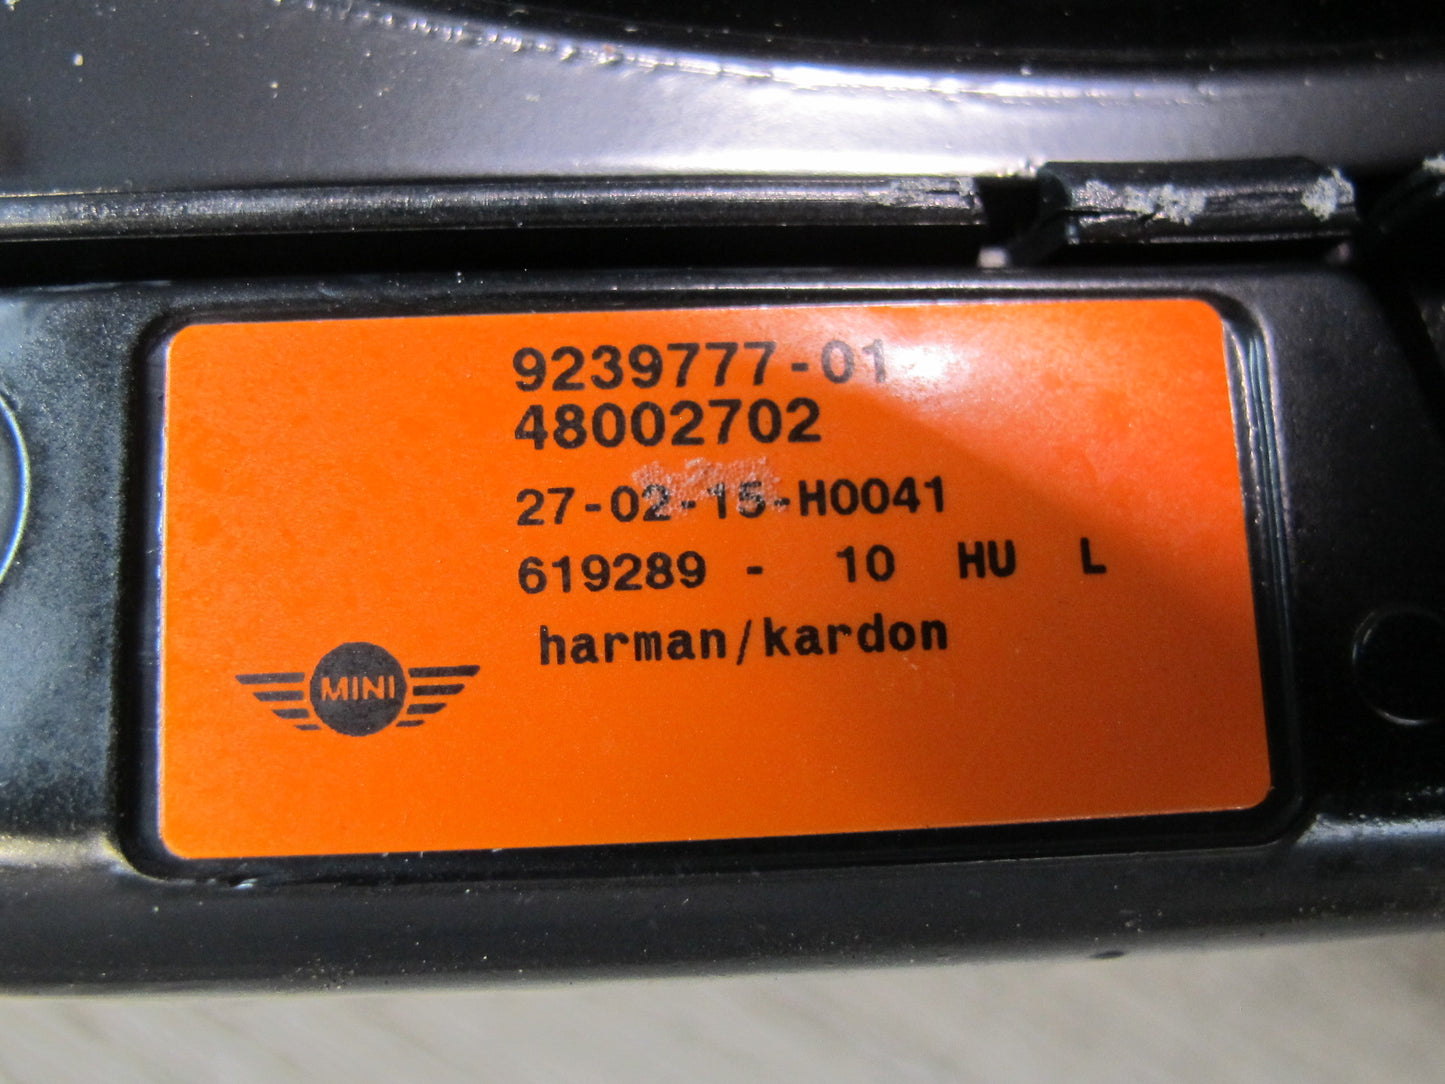 9239777-01
48002702
27-02-15-H0041
619289 - 10 HU L
harman/kardon
MINI